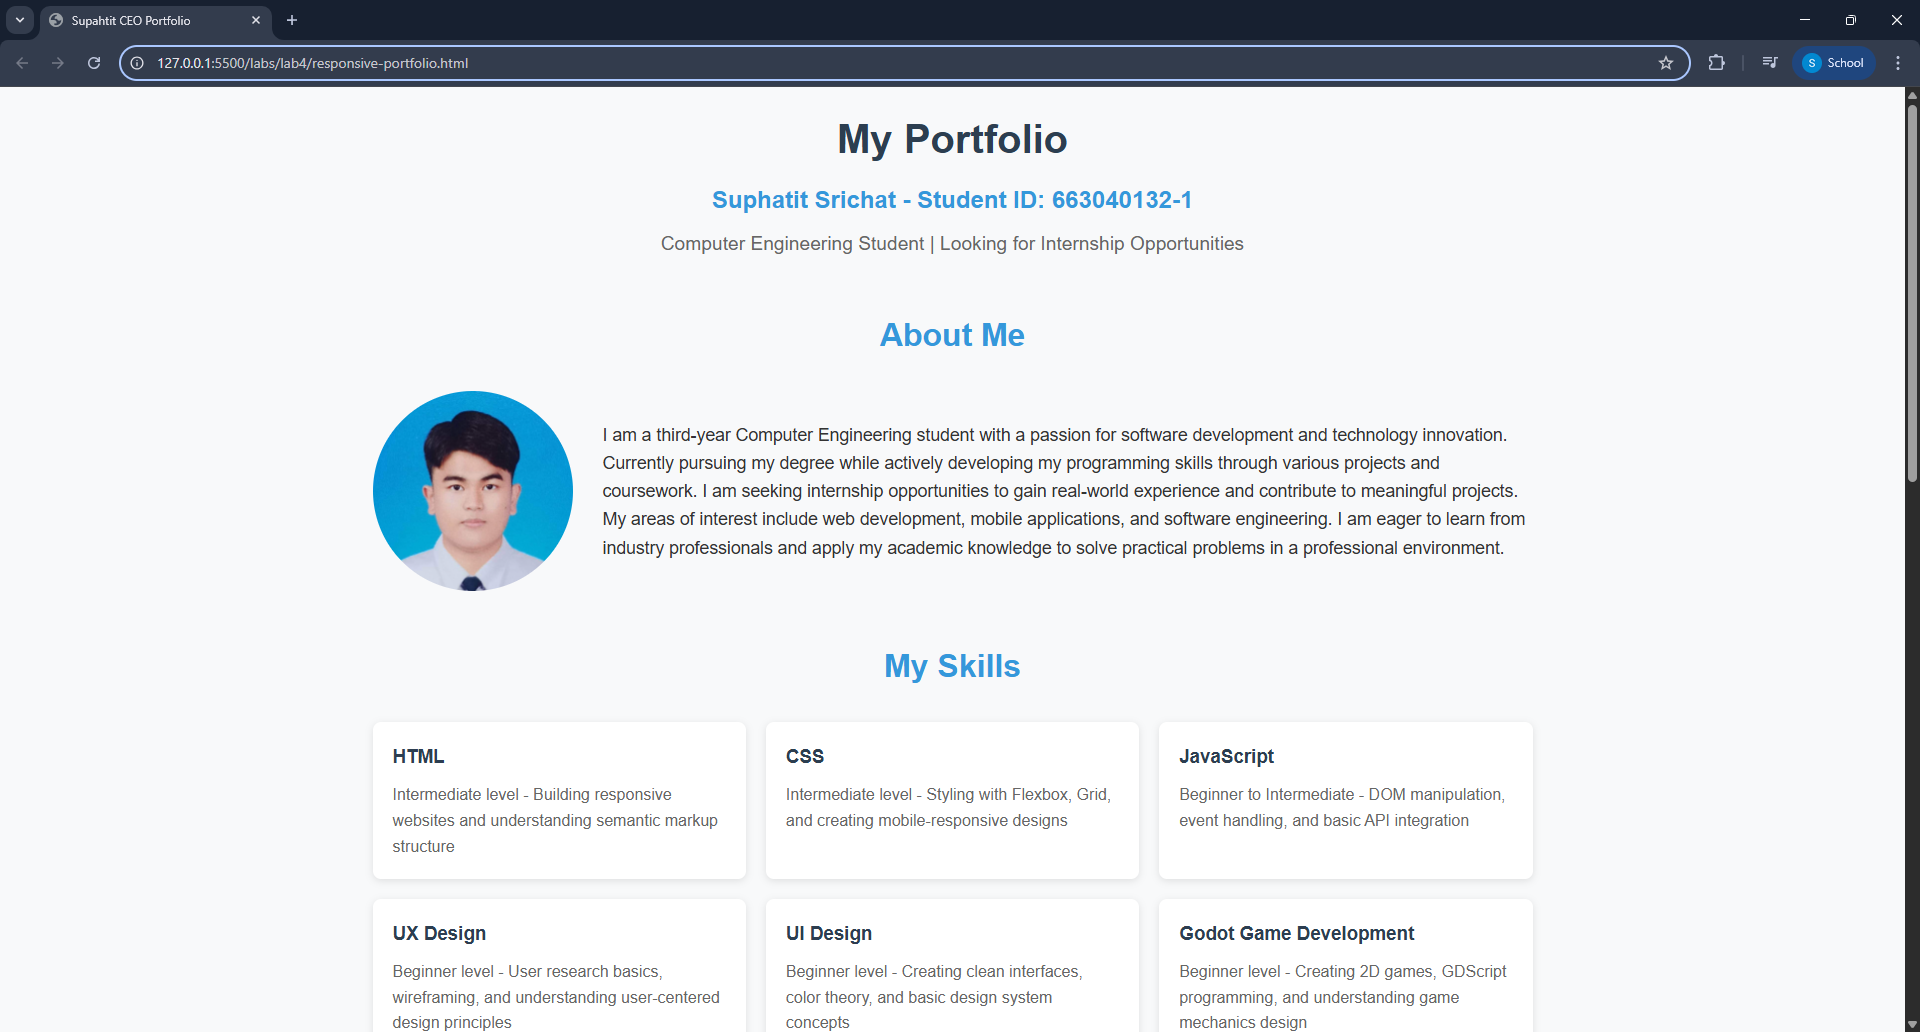 Supahtit CEO Portfolio
127.0.0.1:5500/labs/lab4/responsive-portfolio.html
S School
My Portfolio
Suphatit Srichat - Student ID: 663040132-1
Computer Engineering Student | Looking for Internship Opportunities
About Me
I am a third-year Computer Engineering student with a passion for software development and technology innovation.
Currently pursuing my degree while actively developing my programming skills through various projects and
coursework. I am seeking internship opportunities to gain real-world experience and contribute to meaningful projects.
My areas of interest include web development, mobile applications, and software engineering. I am eager to learn from
industry professionals and apply my academic knowledge to solve practical problems in a professional environment.
My Skills
HTML
Intermediate level - Building responsive
websites and understanding semantic markup
structure
CSS
Intermediate level - Styling with Flexbox, Grid,
and creating mobile-responsive designs
JavaScript
Beginner to Intermediate - DOM manipulation,
event handling, and basic API integration
UX Design
Beginner level - User research basics,
wireframing, and understanding user-centered
design principles
UI Design
Beginner level - Creating clean interfaces,
color theory, and basic design system
concepts
Godot Game Development
Beginner level - Creating 2D games, GDScript
programming, and understanding game
mechanics design